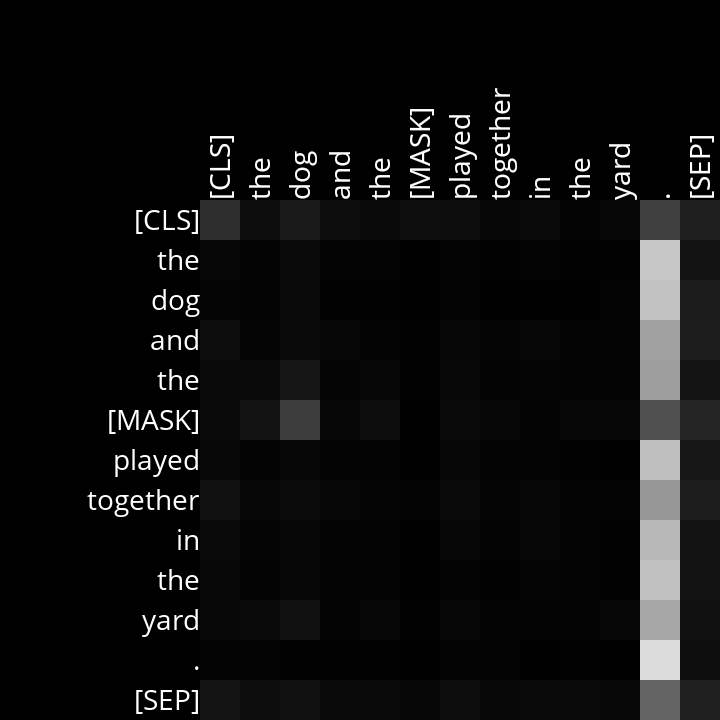 [CLS] the dog and the [MASK] played together in the yard . [SEP]
[CLS]
the
dog
and
the
[MASK]
played
together
in
the
yard
.
[SEP]